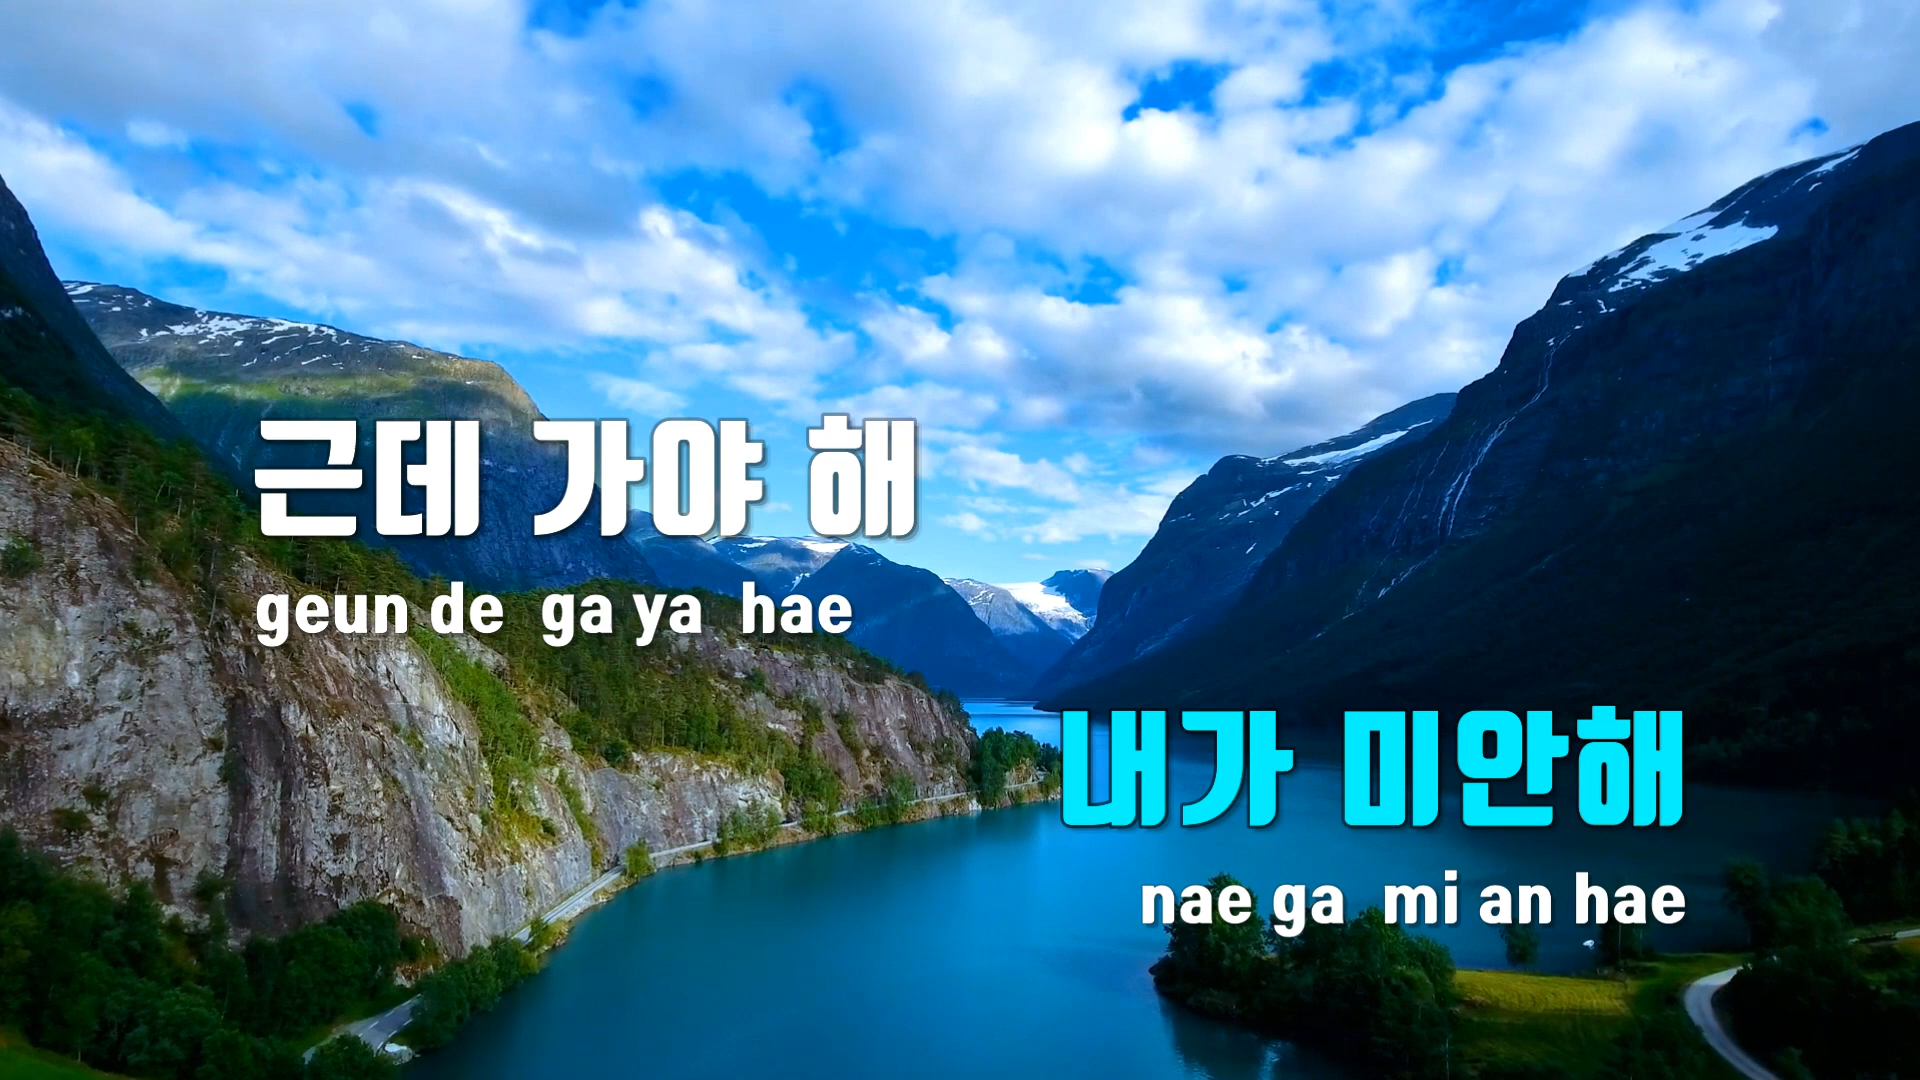 근데 가야 해
geun de ga ya hae
내가 미안해
nae ga mi an hae